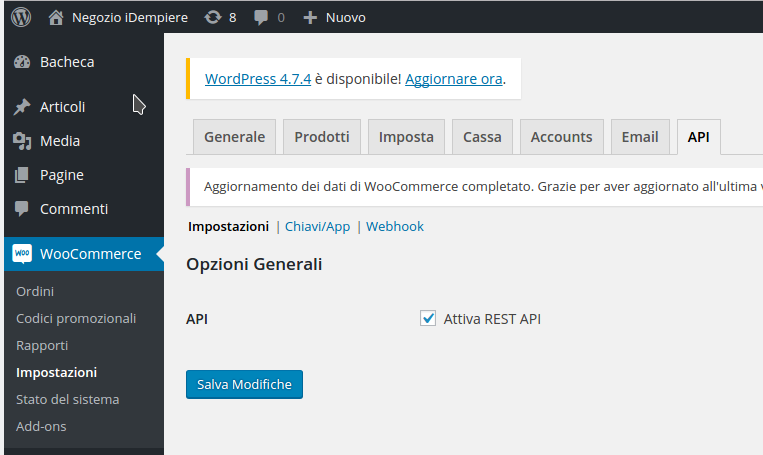 Negozio iDempiere 8 0 Nuovo
Bacheca
Articoli
Media
Pagine
Commenti
WOO WooCommerce
Ordini
Codici promozionali
Rapporti
Impostazioni
Stato del sistema
Add-ons
WordPress 4.7.4 è disponibile! Aggiornare ora.
Generale Prodotti Imposta Cassa Accounts Email API
Aggiornamento dei dati di WooCommerce completato. Grazie per aver aggiornato all'ultima v
Impostazioni | Chiavi/App | Webhook
Opzioni Generali
API Attiva REST API
Salva Modifiche